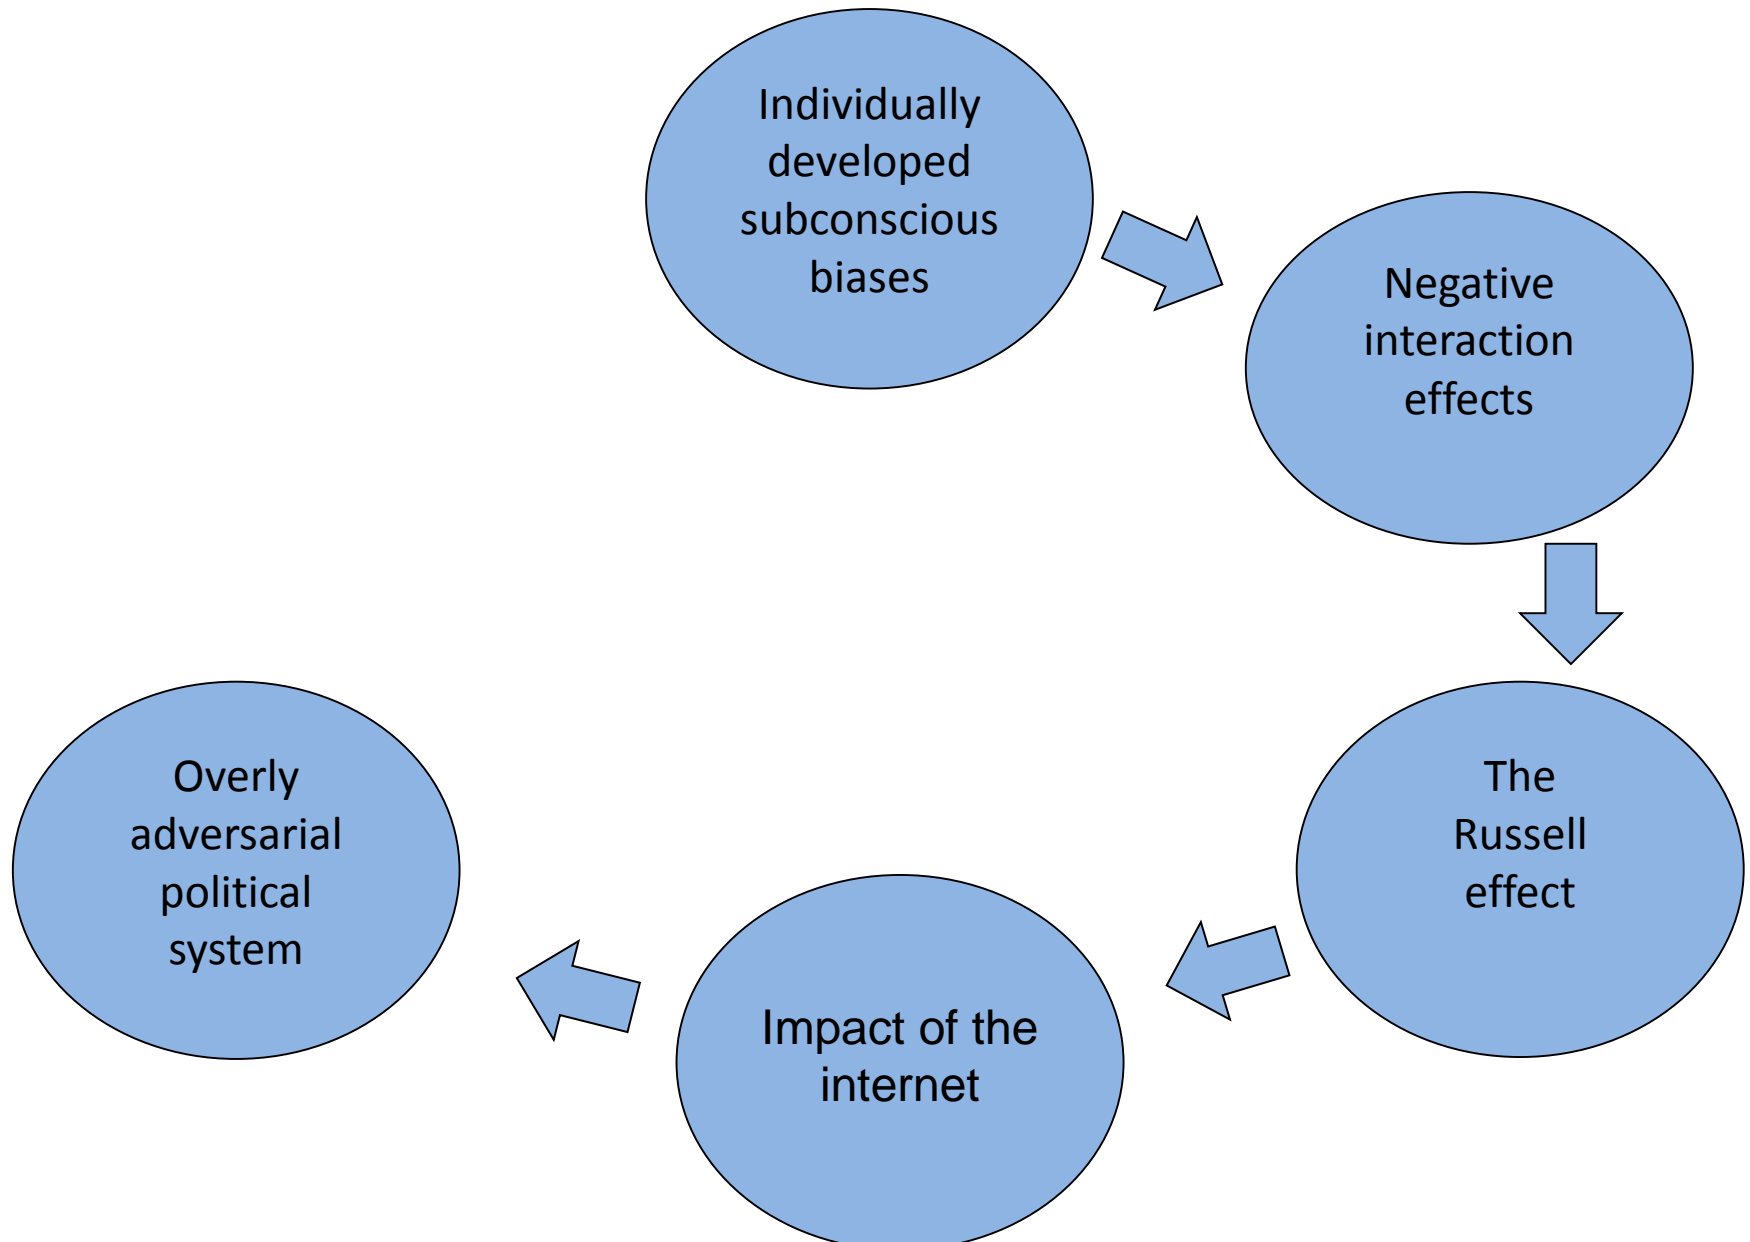 Individually
developed
subconscious
biases
Negative
interaction
effects
The
Russell
effect
Impact of the
internet
Overly
adversarial
political
system